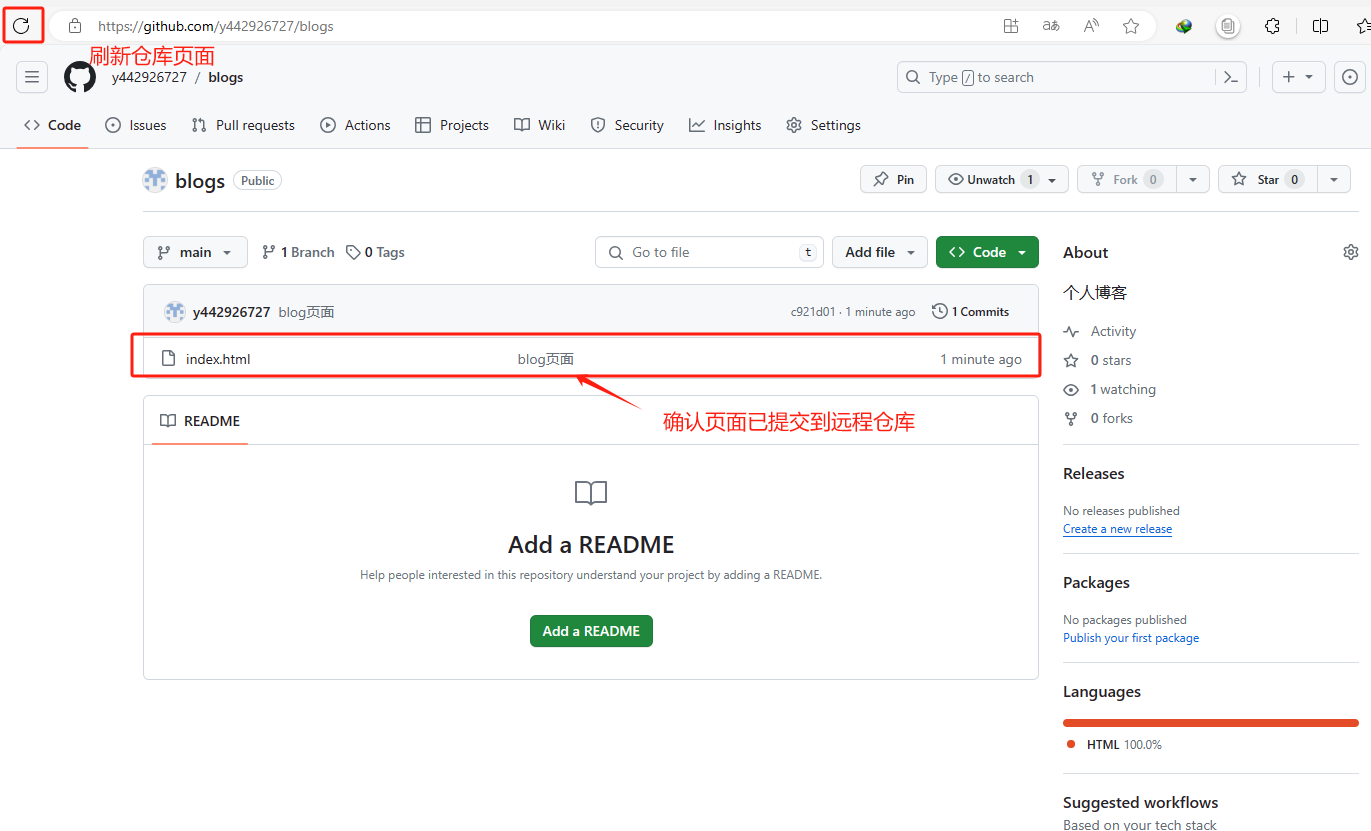 https://github.com/y442926727/blogs
刷新仓库页面
y442926727 / blogs
Type / to search
Code Issues Pull requests Actions Projects Wiki Security Insights Settings
blogs Public
Pin Unwatch 1 Fork 0 Star 0
main 1 Branch 0 Tags
Go to file t
Add file Code
y442926727 blog页面 c921d01 · 1 minute ago 1 Commits
index.html blog页面 1 minute ago
确认页面已提交到远程仓库
README
Add a README
Help people interested in this repository understand your project by adding a README.
Add a README
About
个人博客
Activity
0 stars
1 watching
0 forks
Releases
No releases published
Create a new release
Packages
No packages published
Publish your first package
Languages
HTML 100.0%
Suggested workflows
Based on your tech stack